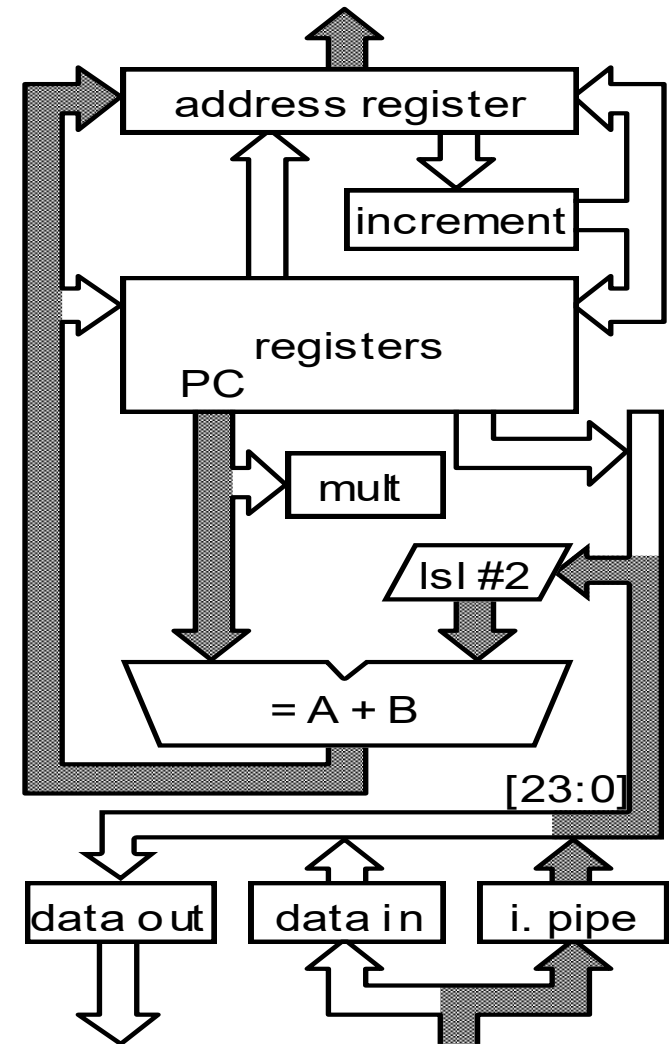 address register
increment
registers
PC
mult
lsl #2
= A + B
[23:0]
data out
data in
i. pipe